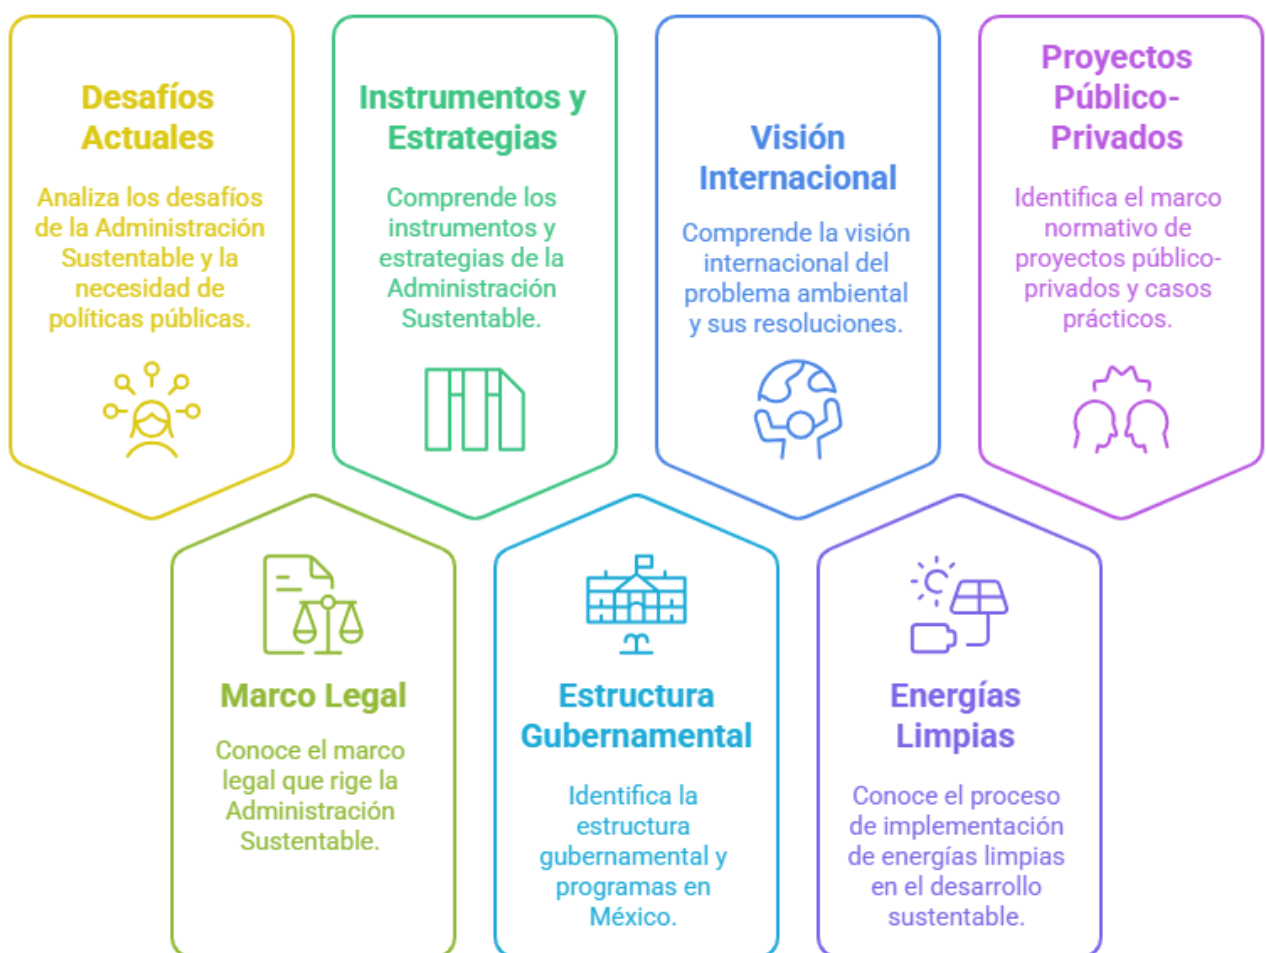 Desafíos
Actuales
Analiza los desafíos
de la Administración
Sustentable y la
necesidad de
políticas públicas.
Instrumentos y
Estrategias
Comprende los
instrumentos y
estrategias de la
Administración
Sustentable.
Visión
Internacional
Comprende la visión
internacional del
problema ambiental
y sus resoluciones.
Proyectos
Público-
Privados
Identifica el marco
normativo de
proyectos público-
privados y casos
prácticos.
Marco Legal
Conoce el marco
legal que rige la
Administración
Sustentable.
Estructura
Gubernamental
Identifica la
estructura
gubernamental y
programas en
México.
Energías
Limpias
Conoce el proceso
de implementación
de energías limpias
en el desarrollo
sustentable.